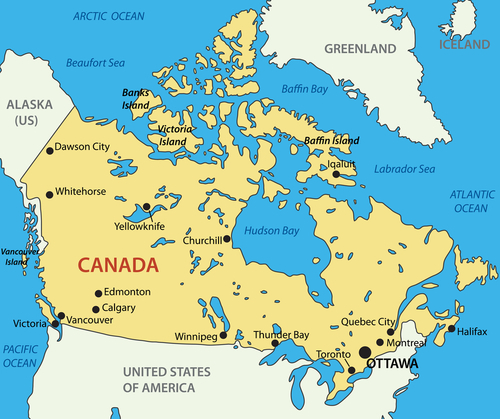 ARCTIC OCEAN
GREENLAND
ICELAND
Beaufort Sea
Baffin Bay
ALASKA
(US)
Banks
Island
Victoria
Island
Baffin Island
Dawson City
Iqaluit
Labrador Sea
Whitehorse
ATLANTIC
OCEAN
Yellowknife
Hudson Bay
Churchill
Vancouver
Island
CANADA
Edmonton
Calgary
Victoria
Vancouver
Winnipeg
Thunder Bay
Quebec City
Halifax
Montreal
Toronto
OTTAWA
PACIFIC
OCEAN
UNITED STATES
OF AMERICA